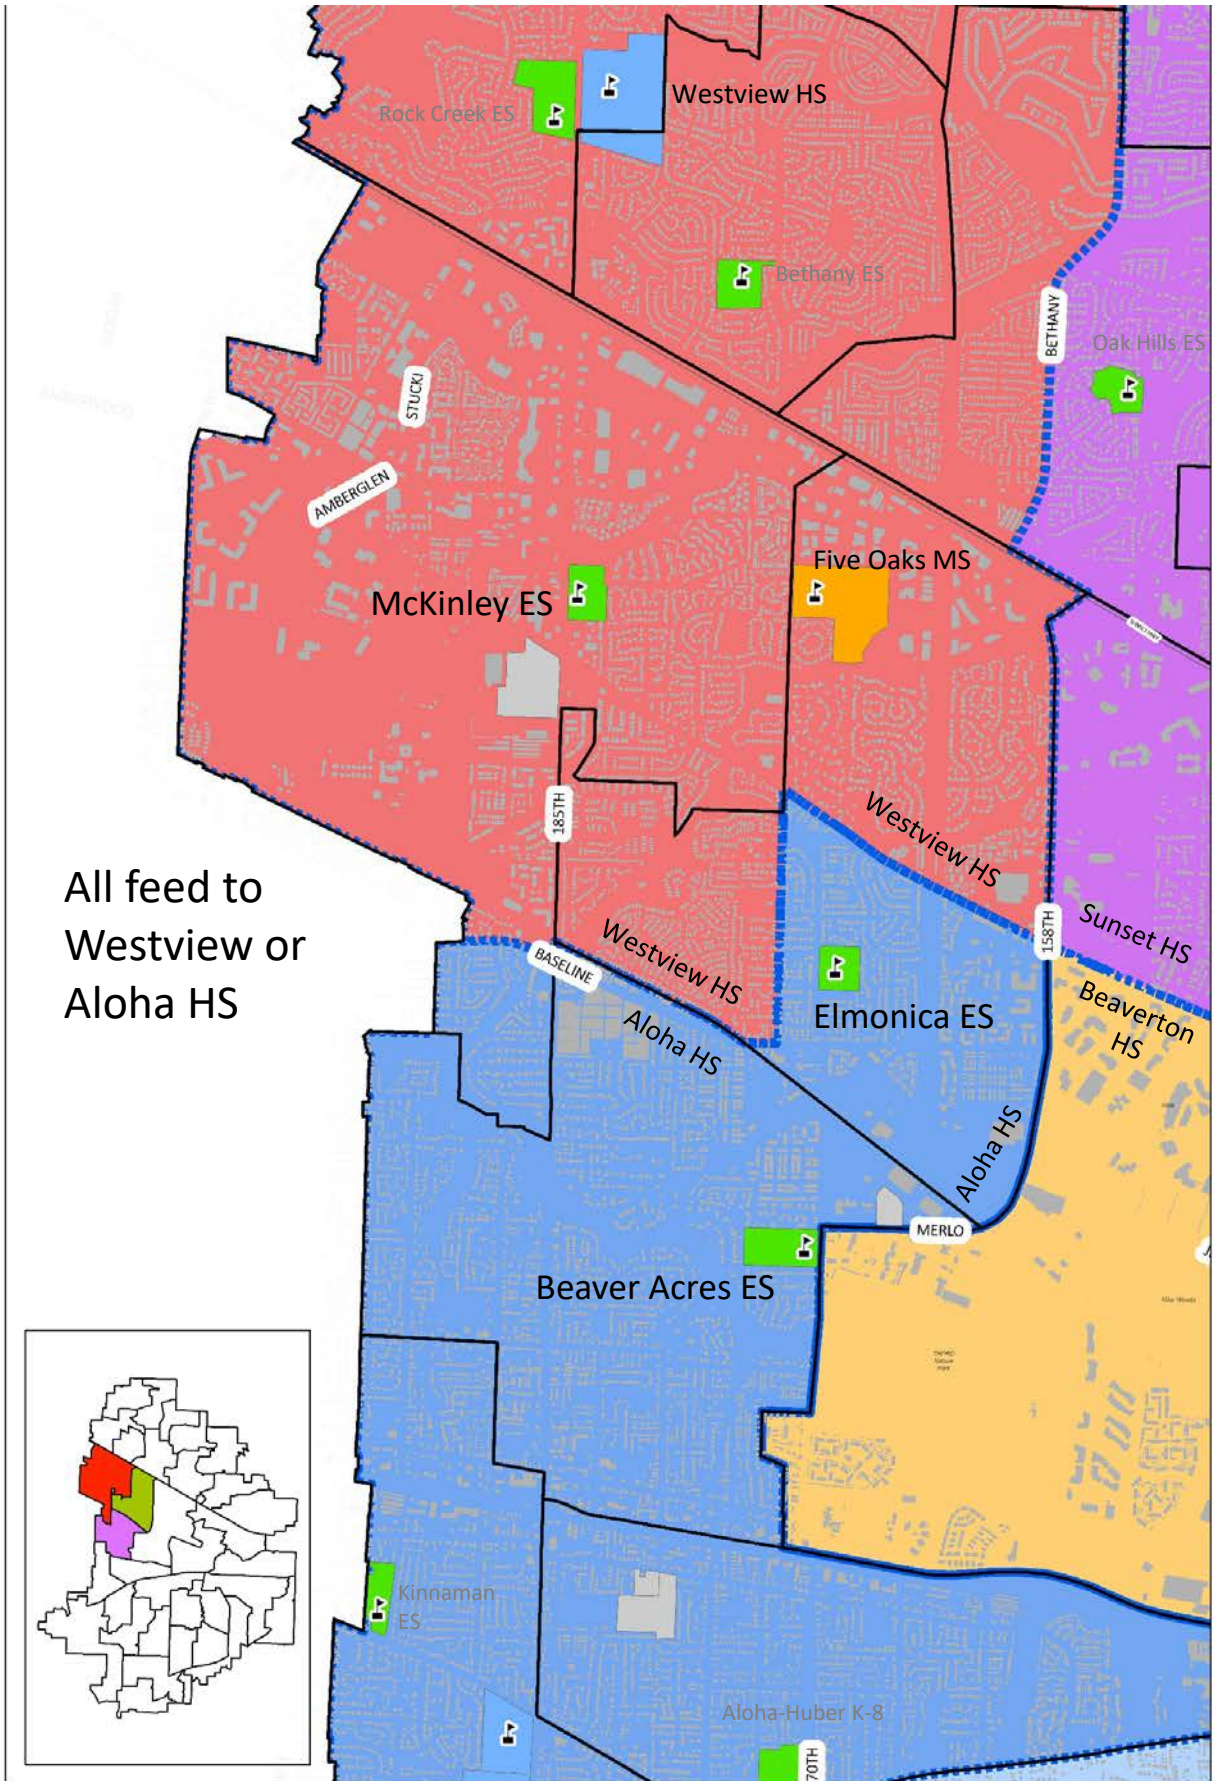 Westview HS
Rock Creek ES
Bethany ES
BETHANY
Oak Hills ES
STUCKI
AMBERGLEN
Five Oaks MS
McKinley ES
185TH
Westview HS
All feed to
Westview or
Aloha HS
Westview HS
BASELINE
158TH
Sunset HS
Beaverton
HS
Elmonica ES
Aloha HS
Aloha HS
MERLO
Beaver Acres ES
Kinnaman
ES
Aloha-Huber K-8
70TH